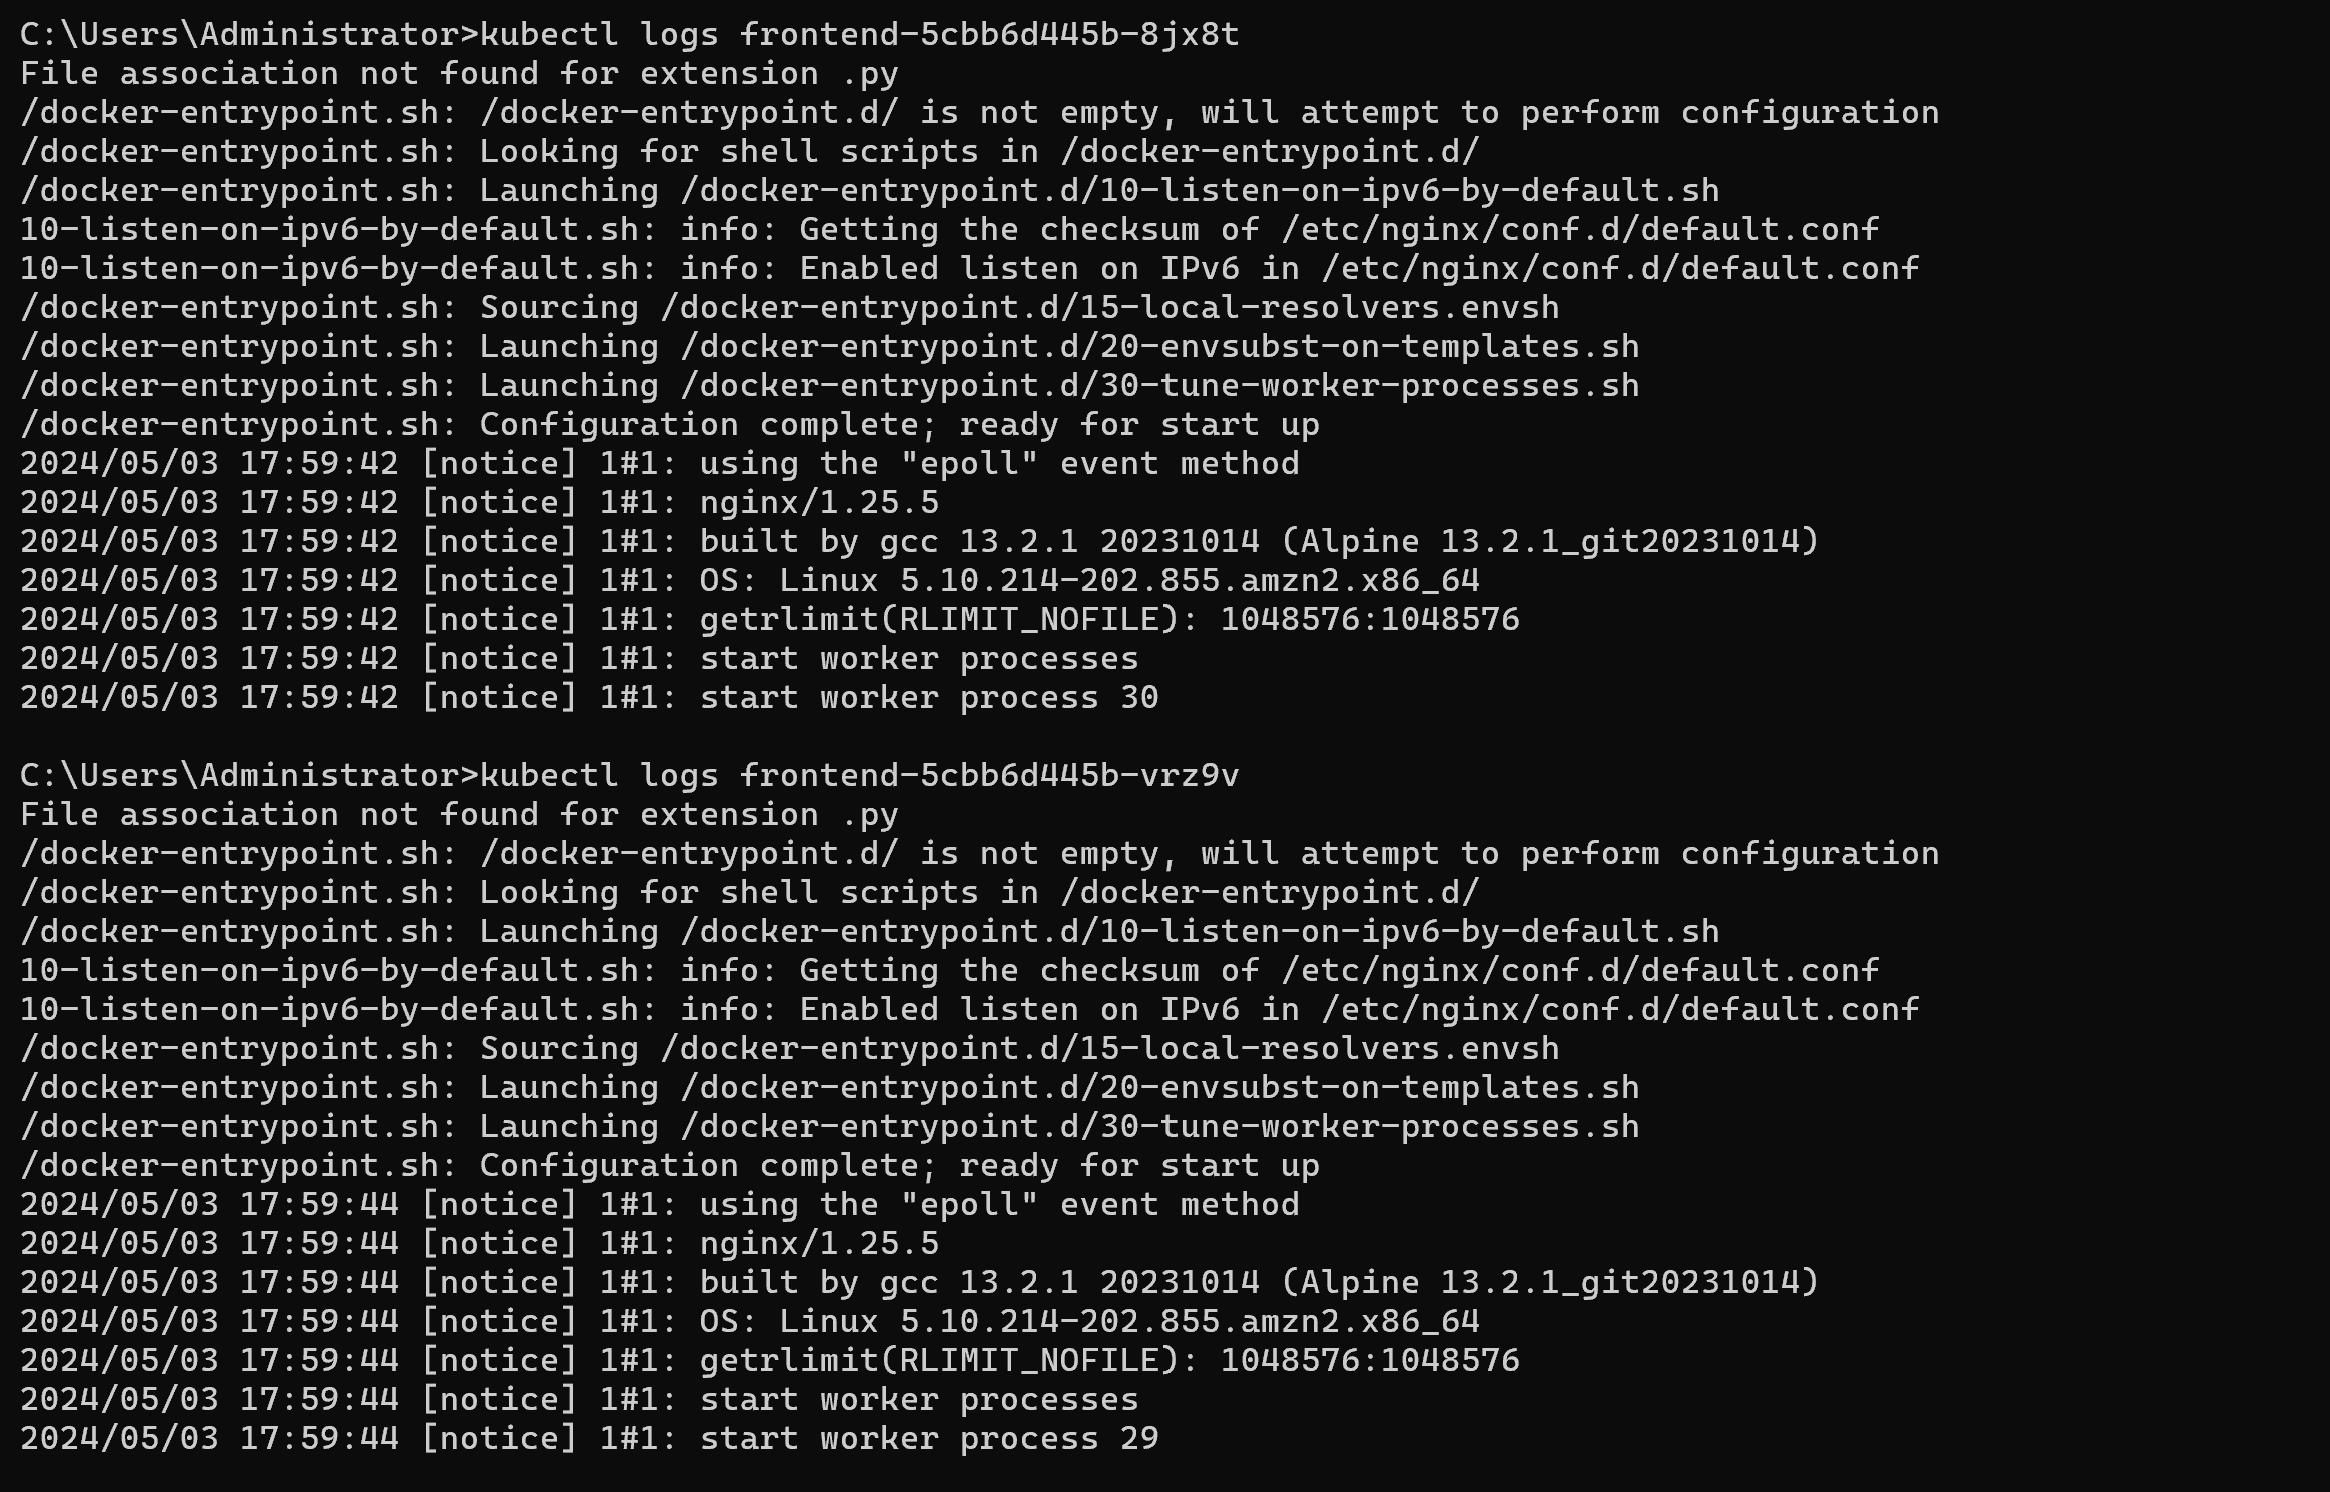 C:\Users\Administrator>kubectl logs frontend-5cbb6d445b-8jx8t
File association not found for extension .py
/docker-entrypoint.sh: /docker-entrypoint.d/ is not empty, will attempt to perform configuration
/docker-entrypoint.sh: Looking for shell scripts in /docker-entrypoint.d/
/docker-entrypoint.sh: Launching /docker-entrypoint.d/10-listen-on-ipv6-by-default.sh
10-listen-on-ipv6-by-default.sh: info: Getting the checksum of /etc/nginx/conf.d/default.conf
10-listen-on-ipv6-by-default.sh: info: Enabled listen on IPv6 in /etc/nginx/conf.d/default.conf
/docker-entrypoint.sh: Sourcing /docker-entrypoint.d/15-local-resolvers.envsh
/docker-entrypoint.sh: Launching /docker-entrypoint.d/20-envsubst-on-templates.sh
/docker-entrypoint.sh: Launching /docker-entrypoint.d/30-tune-worker-processes.sh
/docker-entrypoint.sh: Configuration complete; ready for start up
2024/05/03 17:59:42 [notice] 1#1: using the "epoll" event method
2024/05/03 17:59:42 [notice] 1#1: nginx/1.25.5
2024/05/03 17:59:42 [notice] 1#1: built by gcc 13.2.1 20231014 (Alpine 13.2.1_git20231014)
2024/05/03 17:59:42 [notice] 1#1: OS: Linux 5.10.214-202.855.amzn2.x86_64
2024/05/03 17:59:42 [notice] 1#1: getrlimit(RLIMIT_NOFILE): 1048576:1048576
2024/05/03 17:59:42 [notice] 1#1: start worker processes
2024/05/03 17:59:42 [notice] 1#1: start worker process 30
C:\Users\Administrator>kubectl logs frontend-5cbb6d445b-vrz9v
File association not found for extension .py
/docker-entrypoint.sh: /docker-entrypoint.d/ is not empty, will attempt to perform configuration
/docker-entrypoint.sh: Looking for shell scripts in /docker-entrypoint.d/
/docker-entrypoint.sh: Launching /docker-entrypoint.d/10-listen-on-ipv6-by-default.sh
10-listen-on-ipv6-by-default.sh: info: Getting the checksum of /etc/nginx/conf.d/default.conf
10-listen-on-ipv6-by-default.sh: info: Enabled listen on IPv6 in /etc/nginx/conf.d/default.conf
/docker-entrypoint.sh: Sourcing /docker-entrypoint.d/15-local-resolvers.envsh
/docker-entrypoint.sh: Launching /docker-entrypoint.d/20-envsubst-on-templates.sh
/docker-entrypoint.sh: Launching /docker-entrypoint.d/30-tune-worker-processes.sh
/docker-entrypoint.sh: Configuration complete; ready for start up
2024/05/03 17:59:44 [notice] 1#1: using the "epoll" event method
2024/05/03 17:59:44 [notice] 1#1: nginx/1.25.5
2024/05/03 17:59:44 [notice] 1#1: built by gcc 13.2.1 20231014 (Alpine 13.2.1_git20231014)
2024/05/03 17:59:44 [notice] 1#1: OS: Linux 5.10.214-202.855.amzn2.x86_64
2024/05/03 17:59:44 [notice] 1#1: getrlimit(RLIMIT_NOFILE): 1048576:1048576
2024/05/03 17:59:44 [notice] 1#1: start worker processes
2024/05/03 17:59:44 [notice] 1#1: start worker process 29